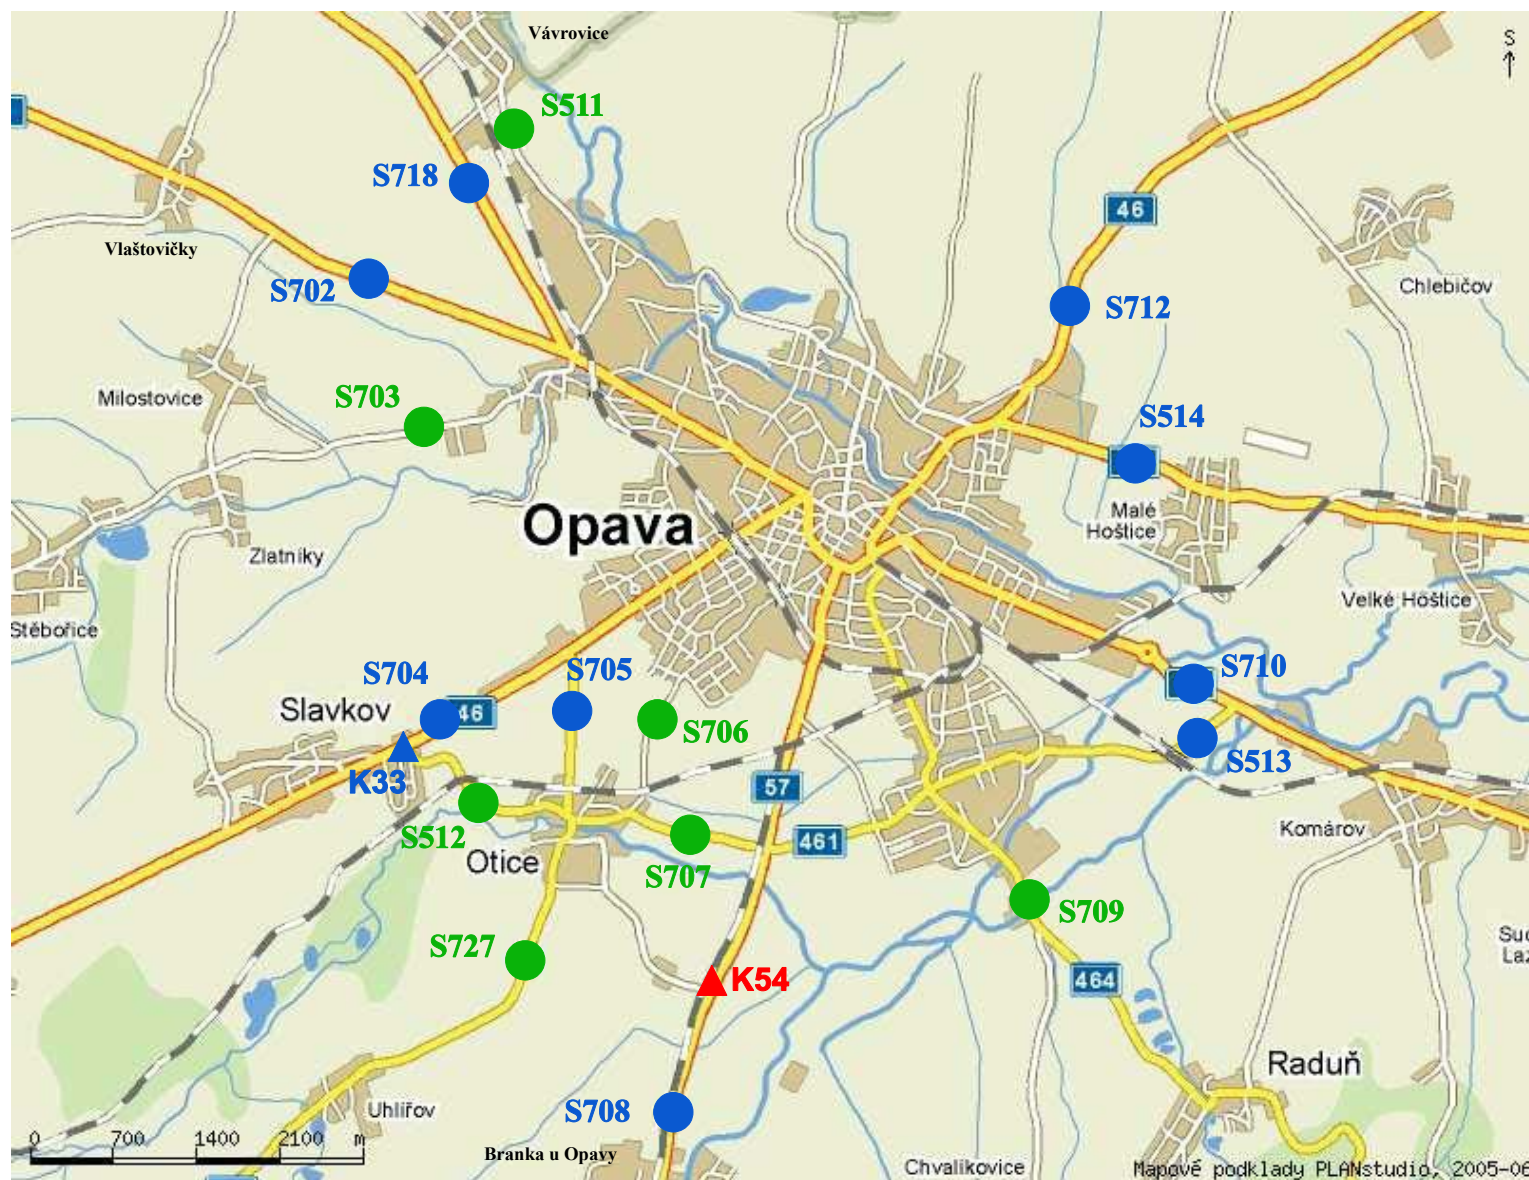 Vávrovice
S
S511
S718
46
Vlaštovičky
S702
Chlebičov
S712
Milostovice
S703
S514
Opava
Malé
Hoštice
Zlatníky
Velké Hoštice
Stěbořice
S704
S705
S710
Slavkov
46
S706
K33
S513
57
S512
461
Komárov
Otice
S707
S709
S727
K54
464
Raduň
Uhlířov
S708
0 700 1400 2100 m
Branka u Opavy
Chvalíkovice
Mapové podklady PLANstudio, 2005-06